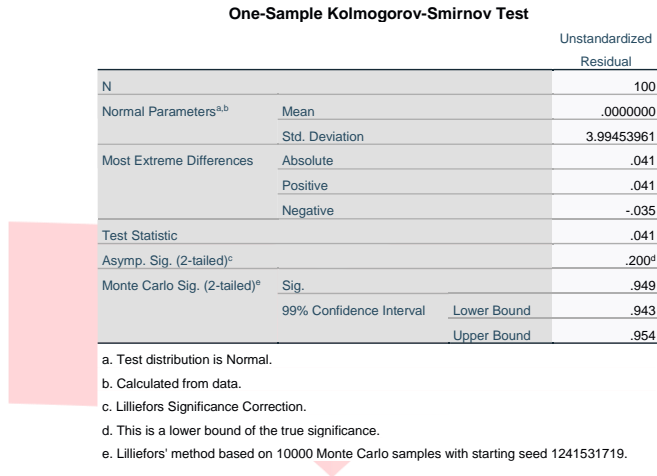 One-Sample Kolmogorov-Smirnov Test
Unstandardized
Residual
N 100
Normal Parametersa,b Mean .0000000
Std. Deviation 3.99453961
Most Extreme Differences Absolute .041
Positive .041
Negative -.035
Test Statistic .041
Asymp. Sig. (2-tailed)c .200d
Monte Carlo Sig. (2-tailed)e Sig. .949
99% Confidence Interval Lower Bound .943
Upper Bound .954
a. Test distribution is Normal.
b. Calculated from data.
c. Lilliefors Significance Correction.
d. This is a lower bound of the true significance.
e. Lilliefors' method based on 10000 Monte Carlo samples with starting seed 1241531719.